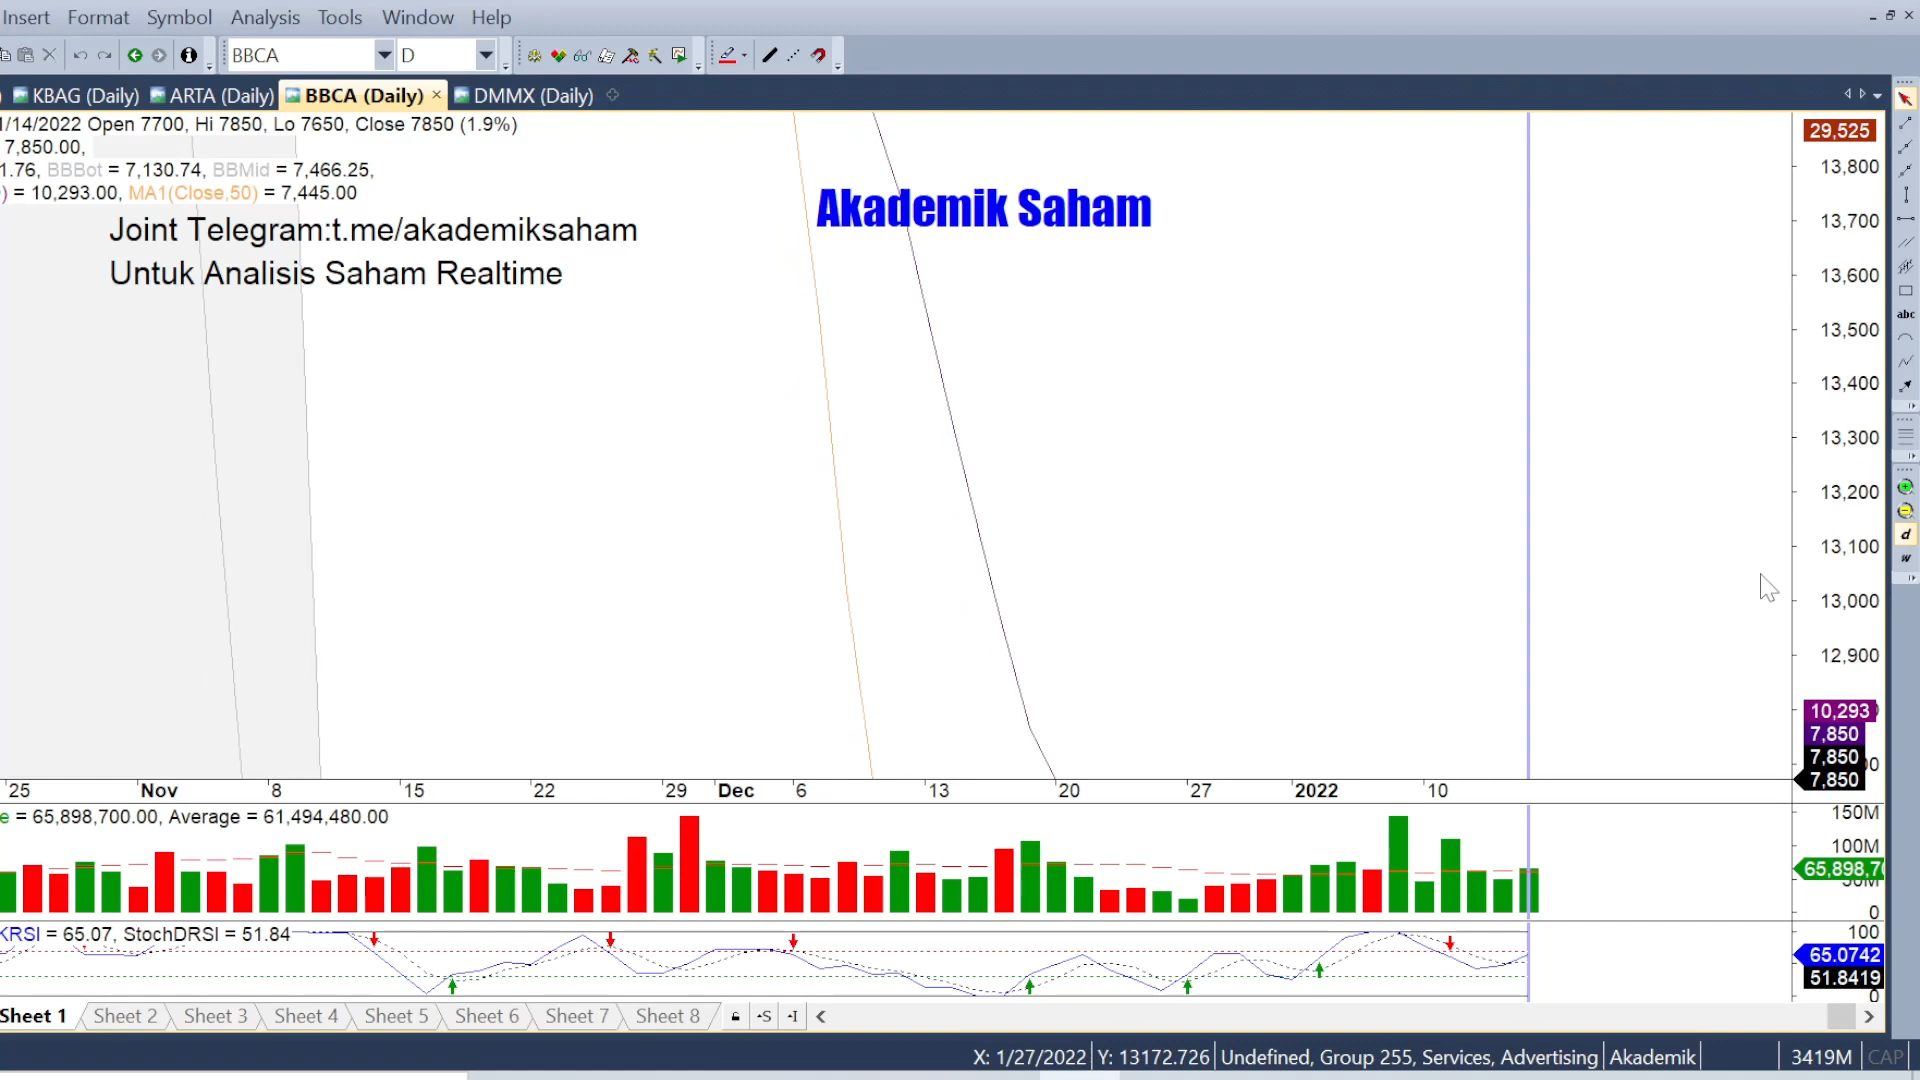 Insert Format Symbol Analysis Tools Window Help
BBCA D
KBAG (Daily) ARTA (Daily) BBCA (Daily) × DMMX (Daily)
1/14/2022 Open 7700, Hi 7850, Lo 7650, Close 7850 (1.9%)
7,850.00,
1.76, BBBot = 7,130.74, BBMid = 7,466.25,
) = 10,293.00, MA1(Close,50) = 7,445.00
Joint Telegram:t.me/akademiksaham
Untuk Analisis Saham Realtime
Akademik Saham
29,525
13,800
13,700
13,600
13,500
13,400
13,300
13,200
13,100
13,000
12,900
10,293
7,850
7,850
7,850
abc
d
w
25 Nov 8 15 22 29 Dec 6 13 20 27 2022 10
e = 65,898,700.00, Average = 61,494,480.00
150M
100M
65,898,7
50M
0
KRSI = 65.07, StochDRSI = 51.84
100
65.0742
51.8419
0
Sheet 1 Sheet 2 Sheet 3 Sheet 4 Sheet 5 Sheet 6 Sheet 7 Sheet 8
X: 1/27/2022 Y: 13172.726 Undefined, Group 255, Services, Advertising Akademik 3419M CAP